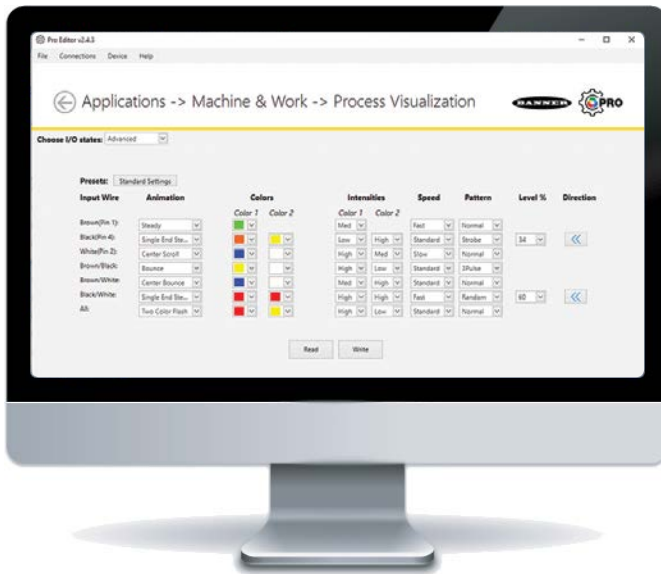 Pro Editor v2.4.3
File Connections Device Help
Applications -> Machine & Work -> Process Visualization BANNER PRO
Choose I/O states: Advanced
Presets: Standard Settings
Input Wire Animation Colors Intensities Speed Pattern Level % Direction
Color 1 Color 2 Color 1 Color 2
Brown(Pin 1): Steady Med Fast Normal
Black(Pin 4): Single End Ste... Low High Standard Strobe 34
White(Pin 2): Center Scroll High Med Slow Normal
Brown/Black: Bounce High Low Standard 3Pulse
Brown/White: Center Bounce Med High Standard Normal
Black/White: Single End Ste... High High Fast Random 60
All: Two Color Flash High Low Standard Normal
Read Write